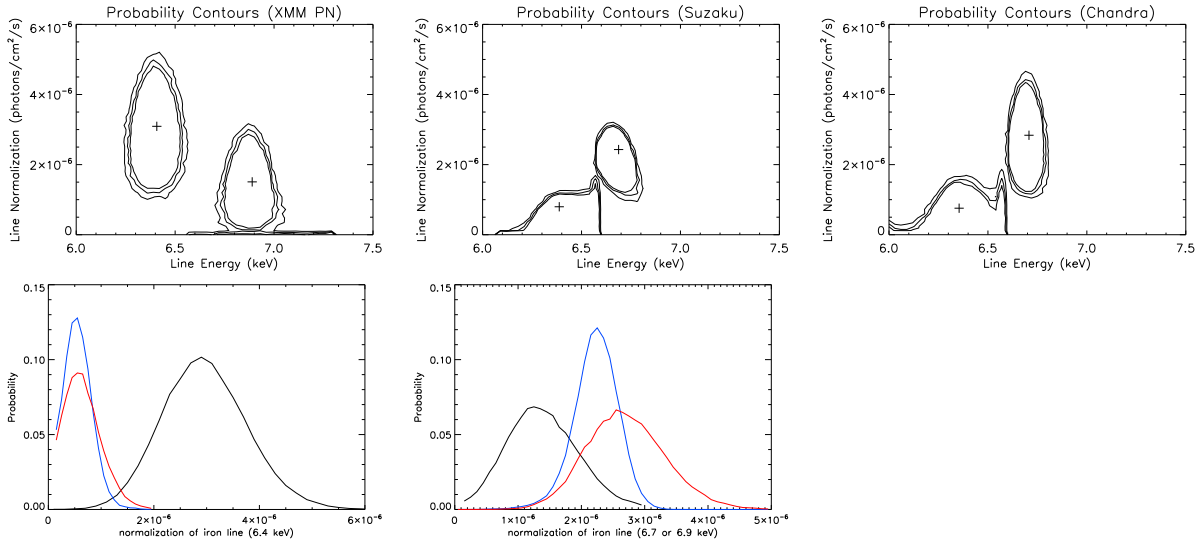 Probability Contours (XMM PN)
6×10⁻⁶
4×10⁻⁶
2×10⁻⁶
0
Line Normalization (photons/cm²/s)
6.0 6.5 7.0 7.5
Line Energy (keV)
Probability Contours (Suzaku)
6×10⁻⁶
4×10⁻⁶
2×10⁻⁶
0
Line Normalization (photons/cm²/s)
6.0 6.5 7.0 7.5
Line Energy (keV)
Probability Contours (Chandra)
6×10⁻⁶
4×10⁻⁶
2×10⁻⁶
0
Line Normalization (photons/cm²/s)
6.0 6.5 7.0 7.5
Line Energy (keV)
0.15
0.10
0.05
0.00
Probability
0 2×10⁻⁶ 4×10⁻⁶ 6×10⁻⁶
normalization of iron line (6.4 keV)
0.15
0.10
0.05
0.00
Probability
0 1×10⁻⁶ 2×10⁻⁶ 3×10⁻⁶ 4×10⁻⁶ 5×10⁻⁶
normalization of iron line (6.7 or 6.9 keV)